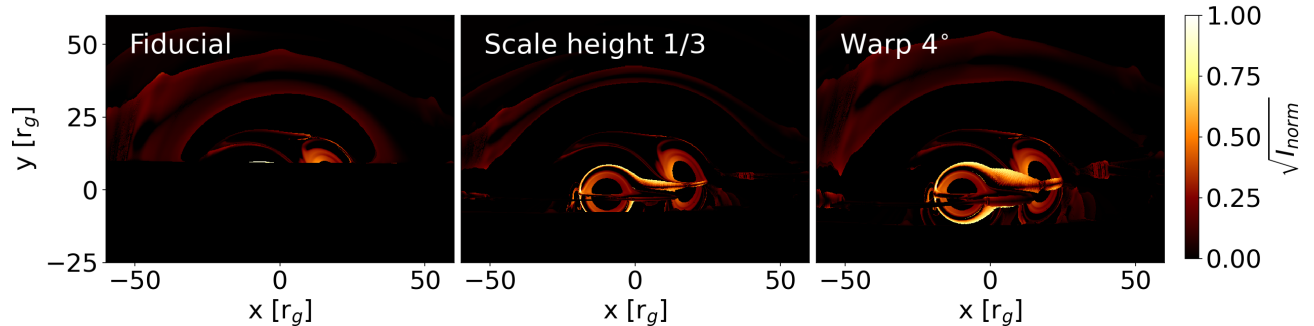 Fiducial
Scale height 1/3
Warp 4°
y [r_g]
50
25
0
−25
−50 0 50
−50 0 50
−50 0 50
x [r_g]
x [r_g]
x [r_g]
1.00
0.75
0.50
0.25
0.00
√I_norm